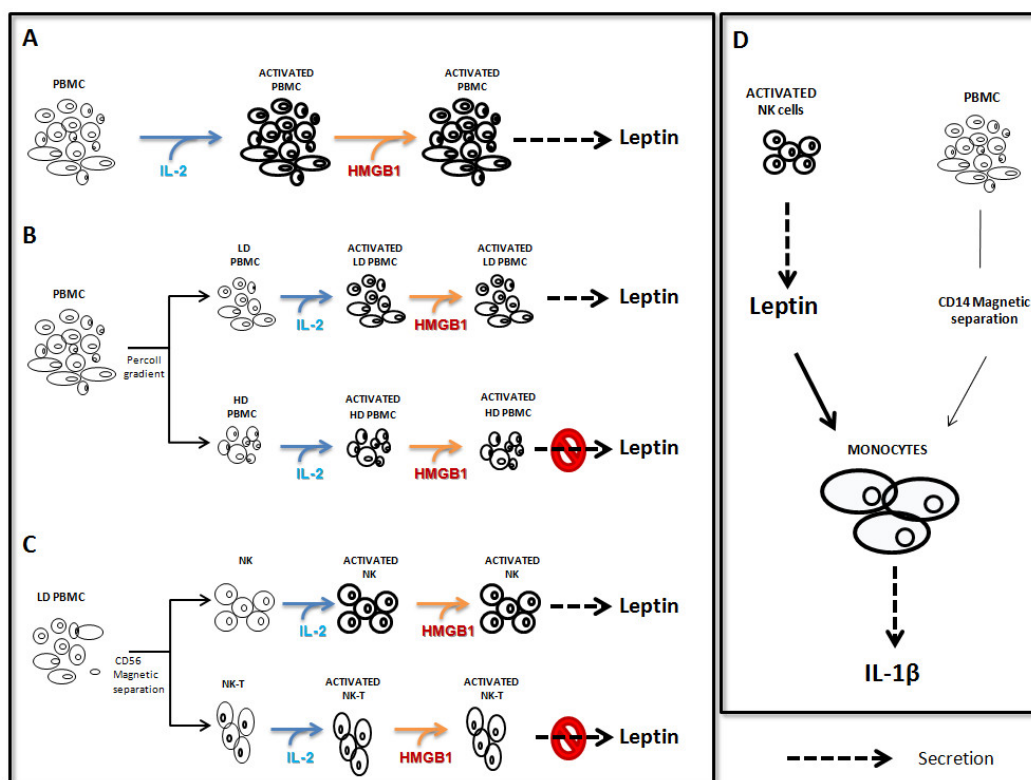 A
PBMC
ACTIVATED
PBMC
ACTIVATED
PBMC
IL-2
HMGB1
Leptin
B
PBMC
Percoll
gradient
LD
PBMC
ACTIVATED
LD PBMC
ACTIVATED
LD PBMC
IL-2
HMGB1
Leptin
HD
PBMC
ACTIVATED
HD PBMC
ACTIVATED
HD PBMC
IL-2
HMGB1
Leptin
C
LD PBMC
CD56
Magnetic
separation
NK
ACTIVATED
NK
ACTIVATED
NK
IL-2
HMGB1
Leptin
NK-T
ACTIVATED
NK-T
ACTIVATED
NK-T
IL-2
HMGB1
Leptin
D
ACTIVATED
NK cells
PBMC
Leptin
CD14 Magnetic
separation
MONOCYTES
IL-1β
Secretion